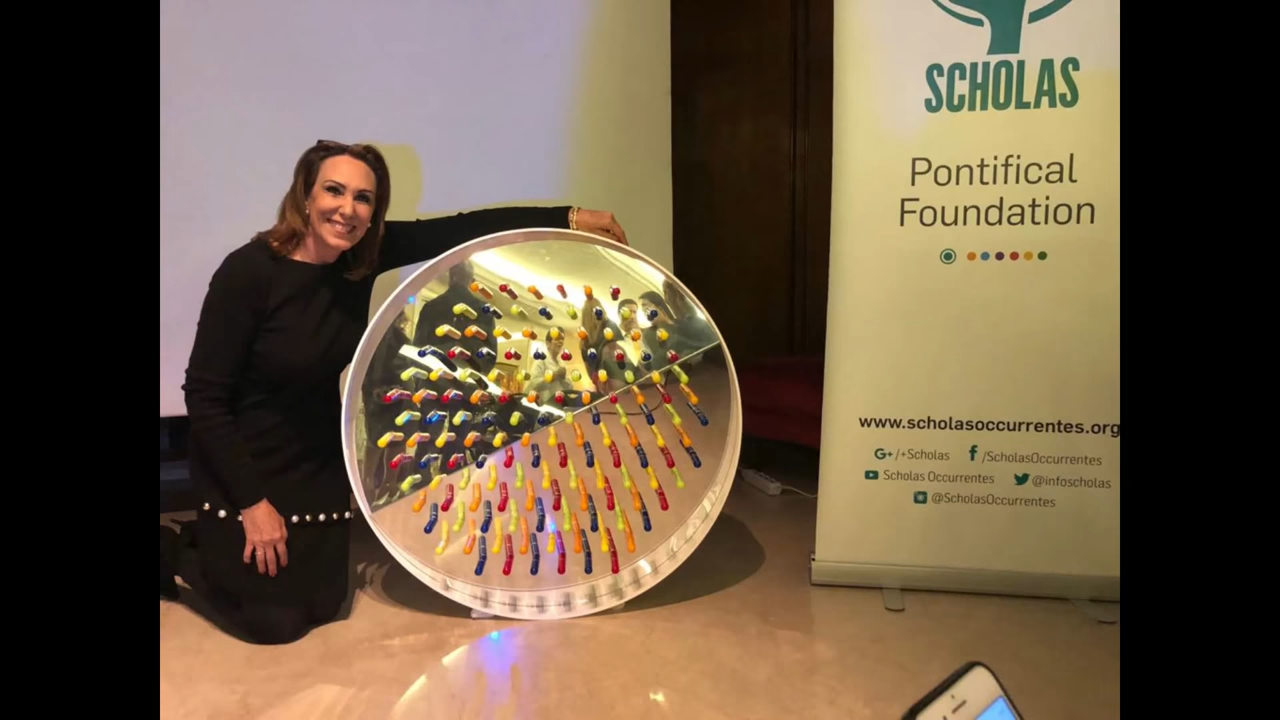 SCHOLAS
Pontifical
Foundation
www.scholasoccurrentes.org
G+/+Scholas f/ScholasOccurrentes
Scholas Occurrentes @infoscholas
@ScholasOccurrentes